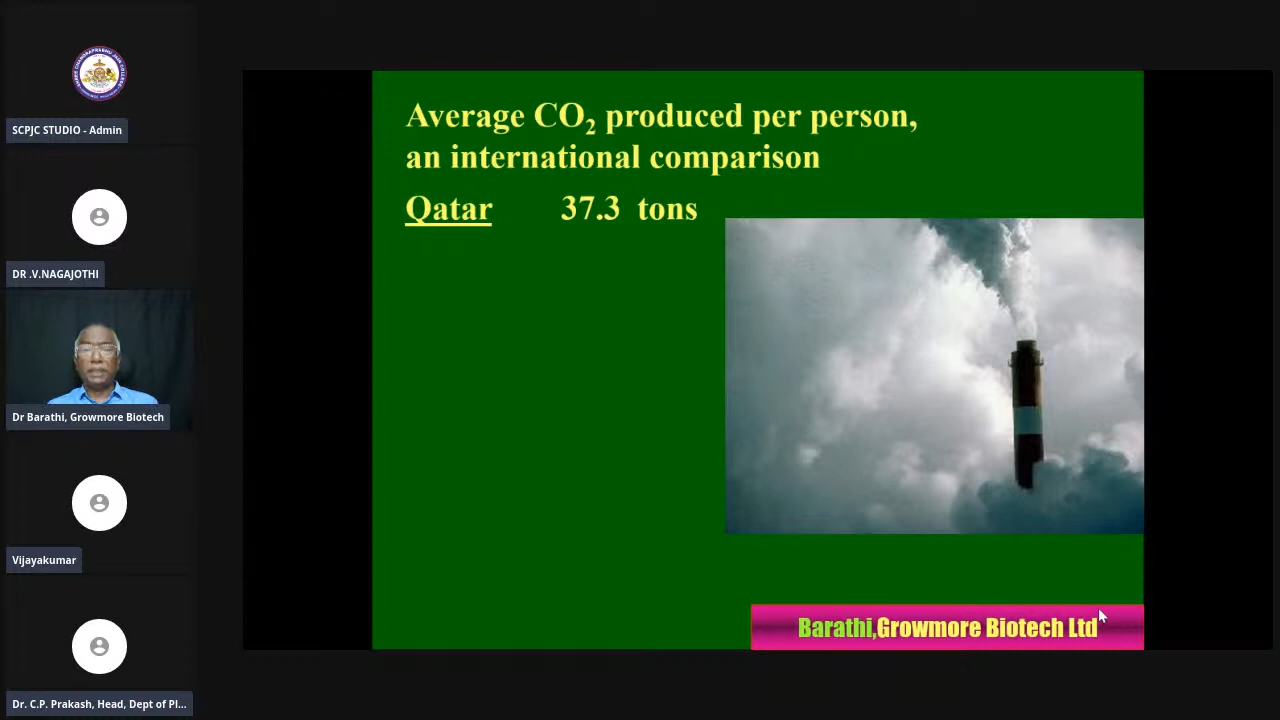 SCPJC STUDIO - Admin
DR .V.NAGAJOTHI
Dr Barathi, Growmore Biotech
Vijayakumar
Dr. C.P. Prakash, Head, Dept of Pl...
Average CO₂ produced per person,
an international comparison
Qatar 37.3 tons
Barathi,Growmore Biotech Ltd